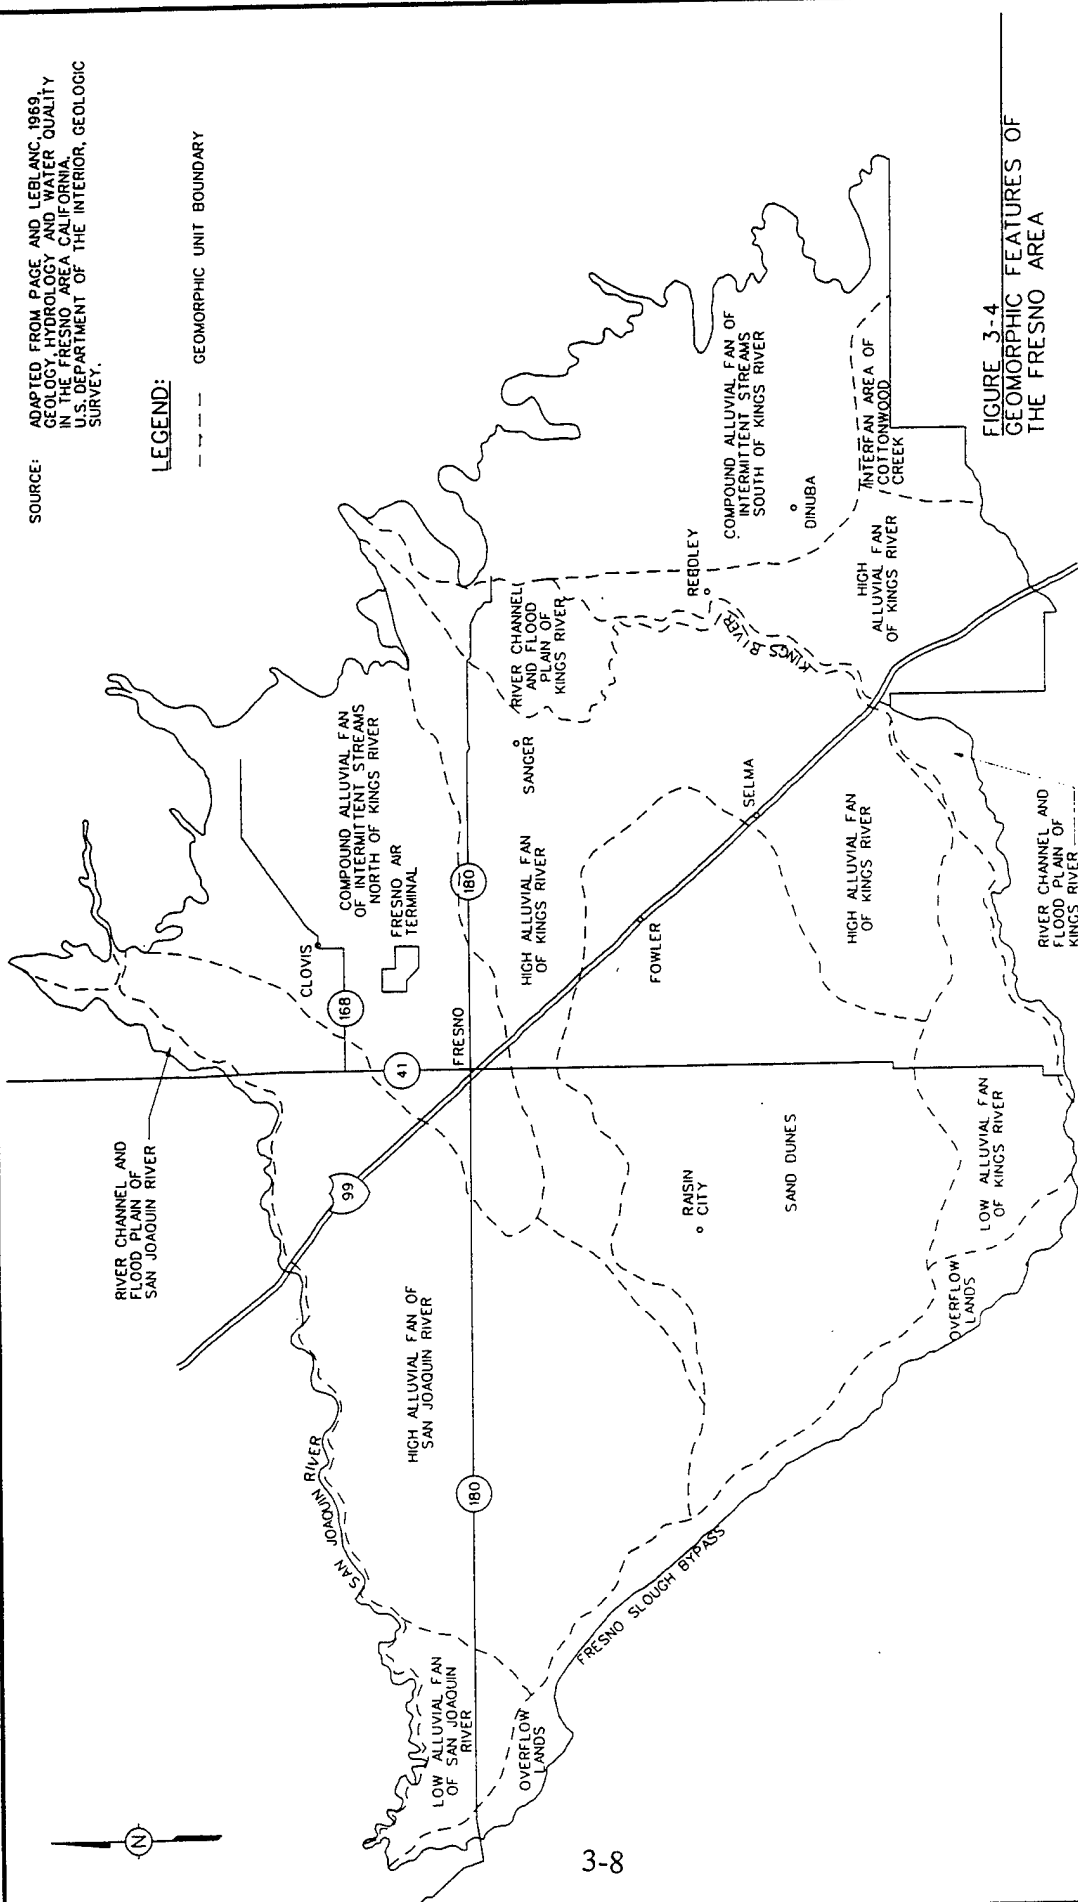 SOURCE: ADAPTED FROM PAGE AND LEBLANC, 1969,
GEOLOGY, HYDROLOGY AND WATER QUALITY
IN THE FRESNO AREA CALIFORNIA.
U.S. DEPARTMENT OF THE INTERIOR, GEOLOGIC
SURVEY.
LEGEND:
GEOMORPHIC UNIT BOUNDARY
N
RIVER CHANNEL AND
FLOOD PLAIN OF
SAN JOAQUIN RIVER
CLOVIS
168
COMPOUND ALLUVIAL FAN
OF INTERMITTENT STREAMS
NORTH OF KINGS RIVER
FRESNO AIR
TERMINAL
99
41
SAN JOAQUIN RIVER
HIGH ALLUVIAL FAN OF
SAN JOAQUIN RIVER
FRESNO
180
180
LOW ALLUVIAL FAN
OF SAN JOAQUIN
RIVER
OVERFLOW
LANDS
HIGH ALLUVIAL FAN
OF KINGS RIVER
SANGER
RIVER CHANNEL
AND FLOOD
PLAIN OF
KINGS RIVER
FRESNO SLOUGH BYPASS
FOWLER
RAISIN
CITY
REEDLEY
KINGS RIVER
COMPOUND ALLUVIAL FAN OF
INTERMITTENT STREAMS
SOUTH OF KINGS RIVER
SELMA
DINUBA
SAND DUNES
HIGH ALLUVIAL FAN
OF KINGS RIVER
HIGH
ALLUVIAL FAN
OF KINGS RIVER
INTERFAN AREA OF
COTTONWOOD
CREEK
OVERFLOW
LANDS
LOW ALLUVIAL FAN
OF KINGS RIVER
RIVER CHANNEL AND
FLOOD PLAIN OF
KINGS RIVER
FIGURE 3-4
GEOMORPHIC FEATURES OF
THE FRESNO AREA
3-8